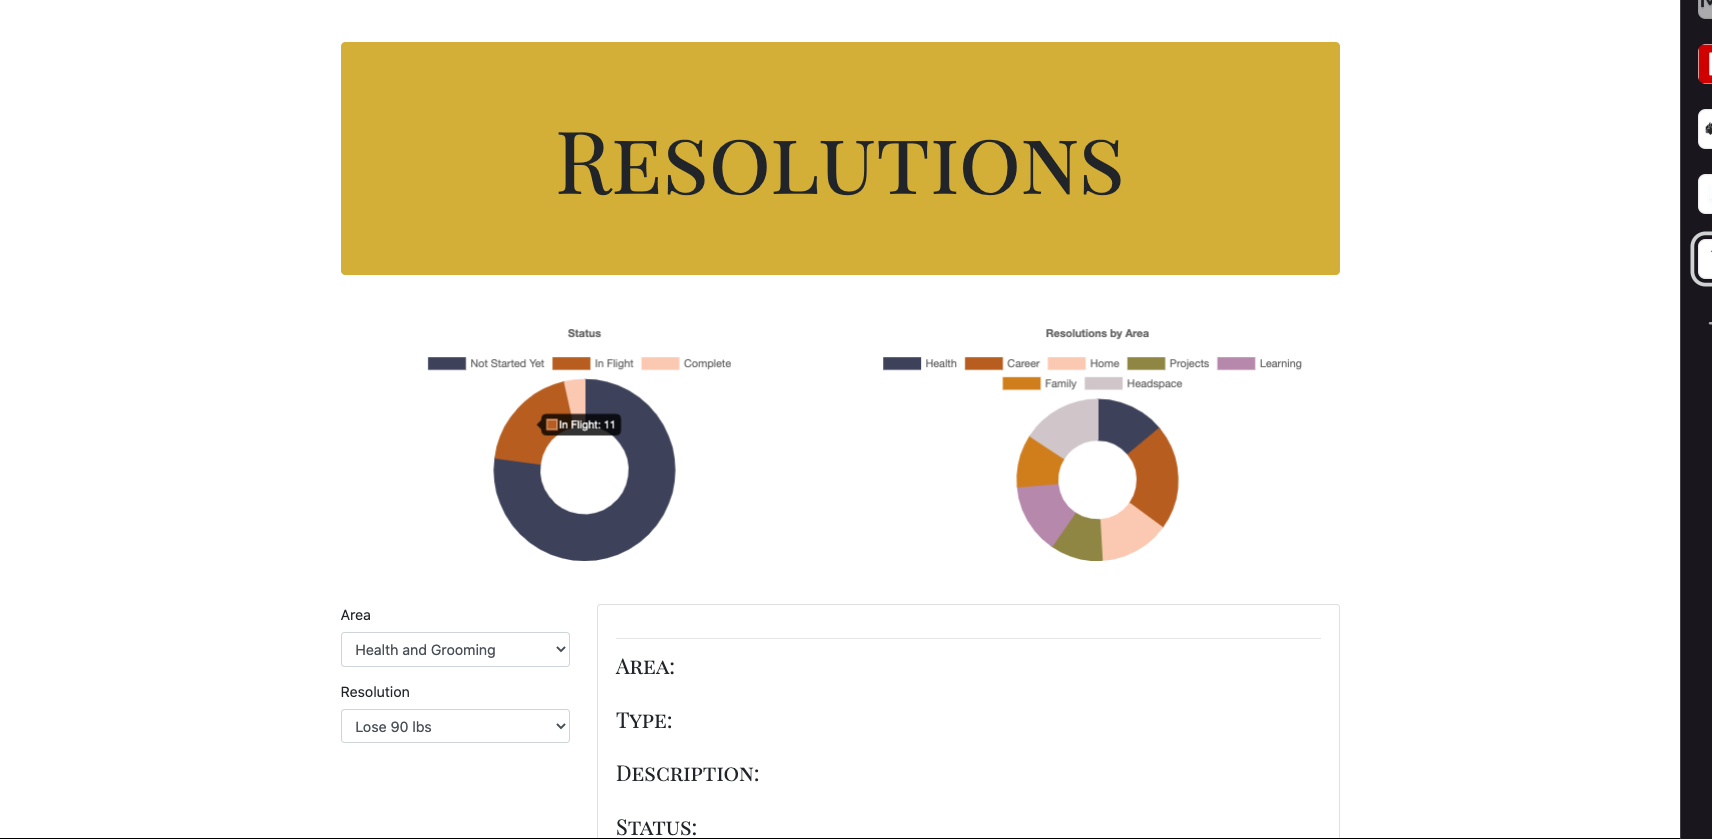 Resolutions
Status
Not Started Yet In Flight Complete
In Flight: 11
Resolutions by Area
Health Career Home Projects Learning
Family Headspace
Area
Health and Grooming
Resolution
Lose 90 lbs
Area:
Type:
Description:
Status: